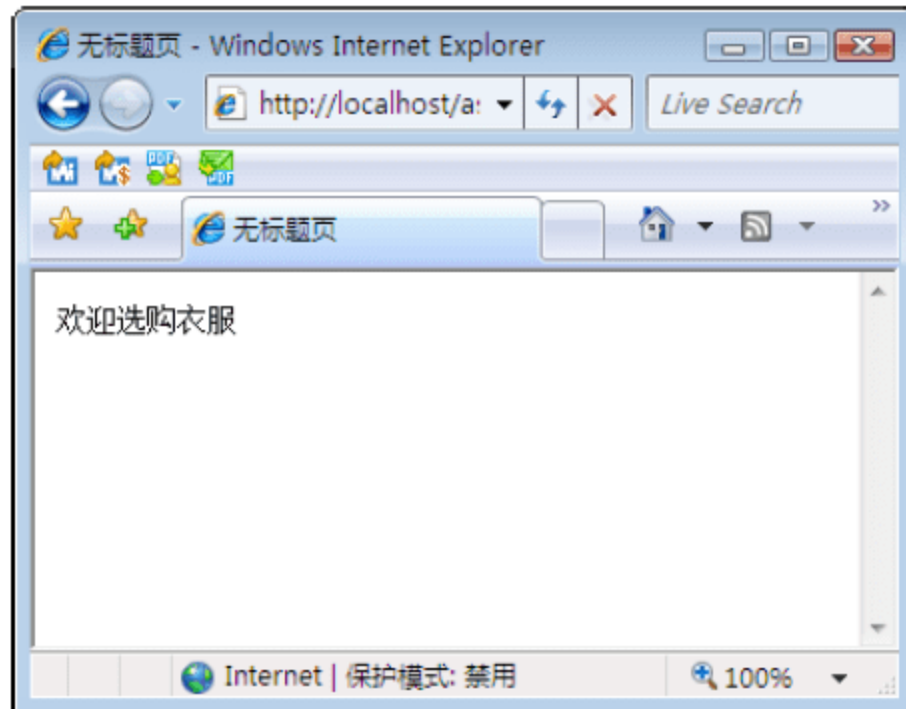 无标题页 - Windows Internet Explorer
http://localhost/a: Live Search
无标题页
欢迎选购衣服
Internet | 保护模式: 禁用 100%